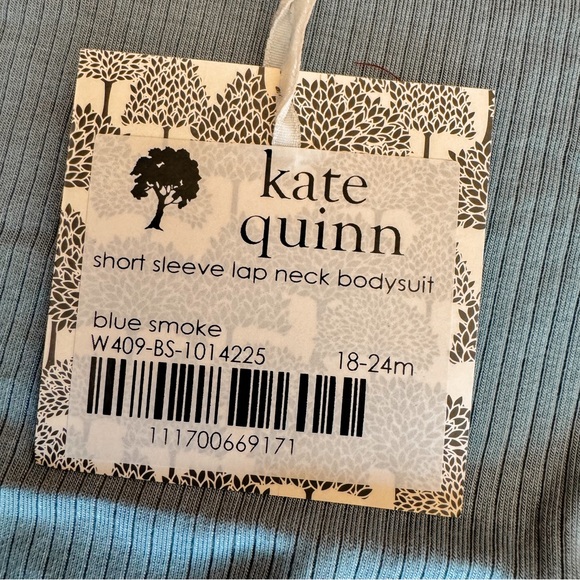 kate
quinn
short sleeve lap neck bodysuit
blue smoke
W409-BS-1014225 18-24m
111700669171